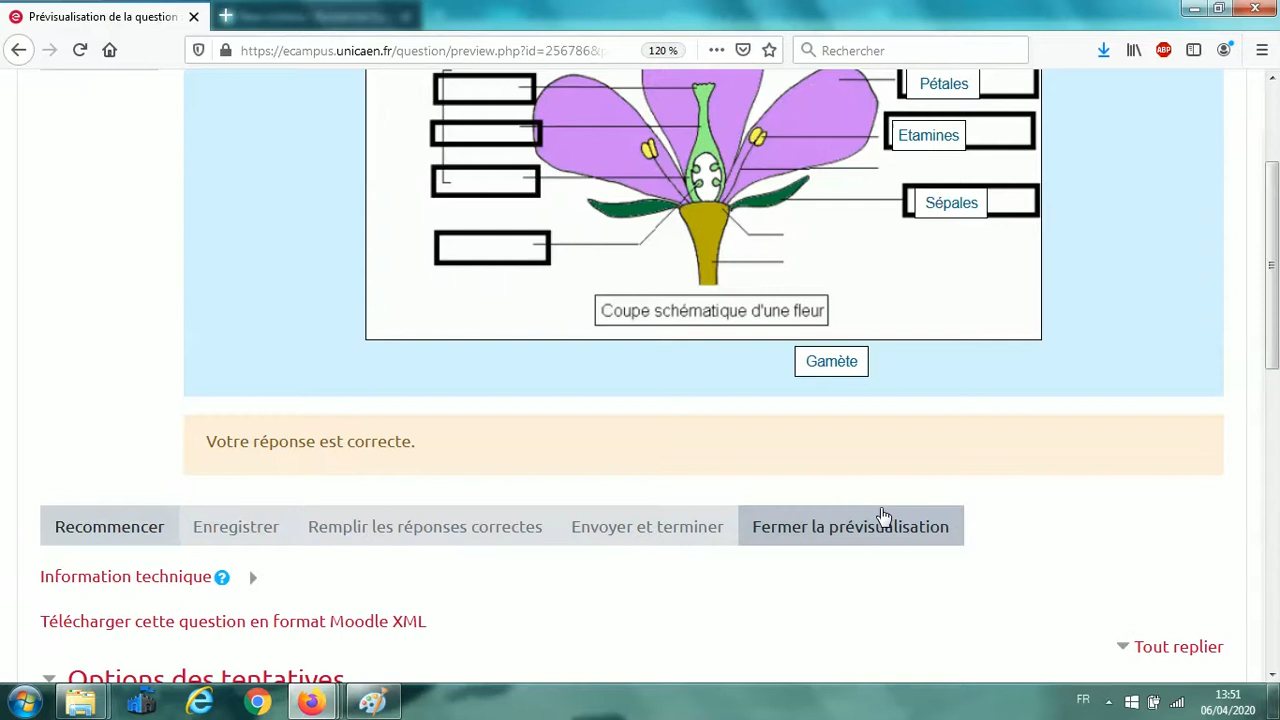 Prévisualisation de la question
https://ecampus.unicaen.fr/question/preview.php?id=256786&
120 %
Rechercher
ABP
Pétales
Etamines
Sépales
Coupe schématique d'une fleur
Gamète
Votre réponse est correcte.
Recommencer
Enregistrer
Remplir les réponses correctes
Envoyer et terminer
Fermer la prévisualisation
Information technique
Télécharger cette question en format Moodle XML
Tout replier
Options des tentatives
FR
13:51
06/04/2020